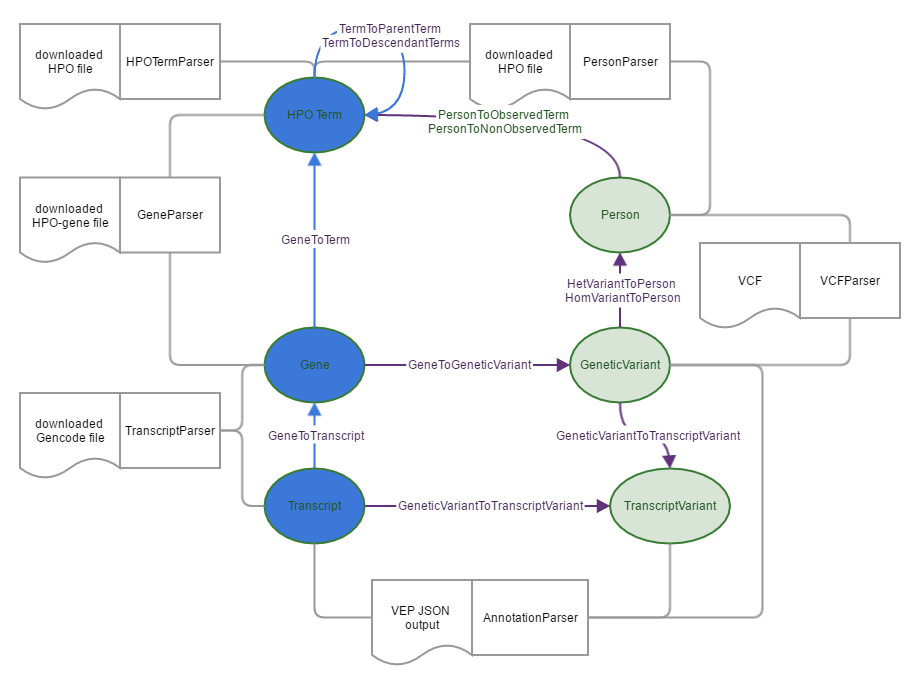 TermToParentTerm
TermToDescendantTerms
downloaded
HPO file
HPOTermParser
downloaded
HPO file
PersonParser
HPO Term
PersonToObservedTerm
PersonToNonObservedTerm
downloaded
HPO-gene file
GeneParser
Person
GeneToTerm
HetVariantToPerson
HomVariantToPerson
VCF
VCFParser
Gene
GeneToGeneticVariant
GeneticVariant
downloaded
Gencode file
TranscriptParser
GeneToTranscript
GeneticVariantToTranscriptVariant
Transcript
GeneticVariantToTranscriptVariant
TranscriptVariant
VEP JSON
output
AnnotationParser